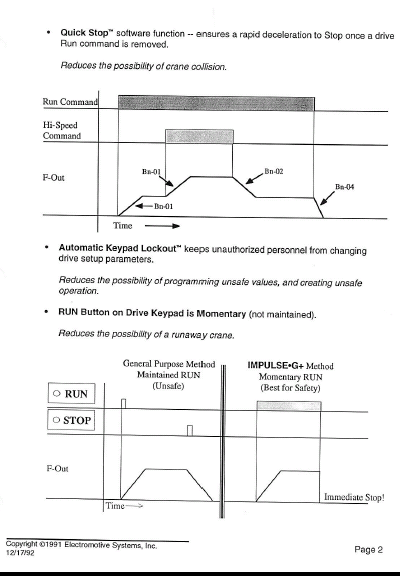 • Quick Stop™ software function -- ensures a rapid deceleration to Stop once a drive
Run command is removed.
Reduces the possibility of crane collision.
Run Command
Hi-Speed
Command
F-Out
Bn-01
Bn-02
Bn-04
Bn-01
Time
• Automatic Keypad Lockout™ keeps unauthorized personnel from changing
drive setup parameters.
Reduces the possibility of programming unsafe values, and creating unsafe
operation.
• RUN Button on Drive Keypad is Momentary (not maintained).
Reduces the possibility of a runaway crane.
General Purpose Method
Maintained RUN
(Unsafe)
IMPULSE•G+ Method
Momentary RUN
(Best for Safety)
RUN
STOP
F-Out
Immediate Stop!
Time
Copyright ©1991 Electromotive Systems, Inc.
12/17/92
Page 2